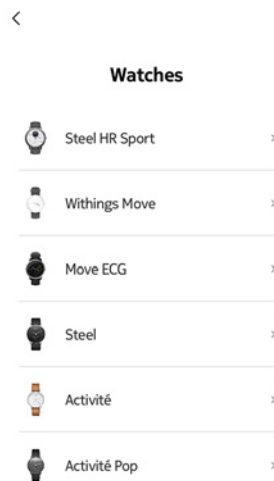 Watches
Steel HR Sport
Withings Move
Move ECG
Steel
Activité
Activité Pop